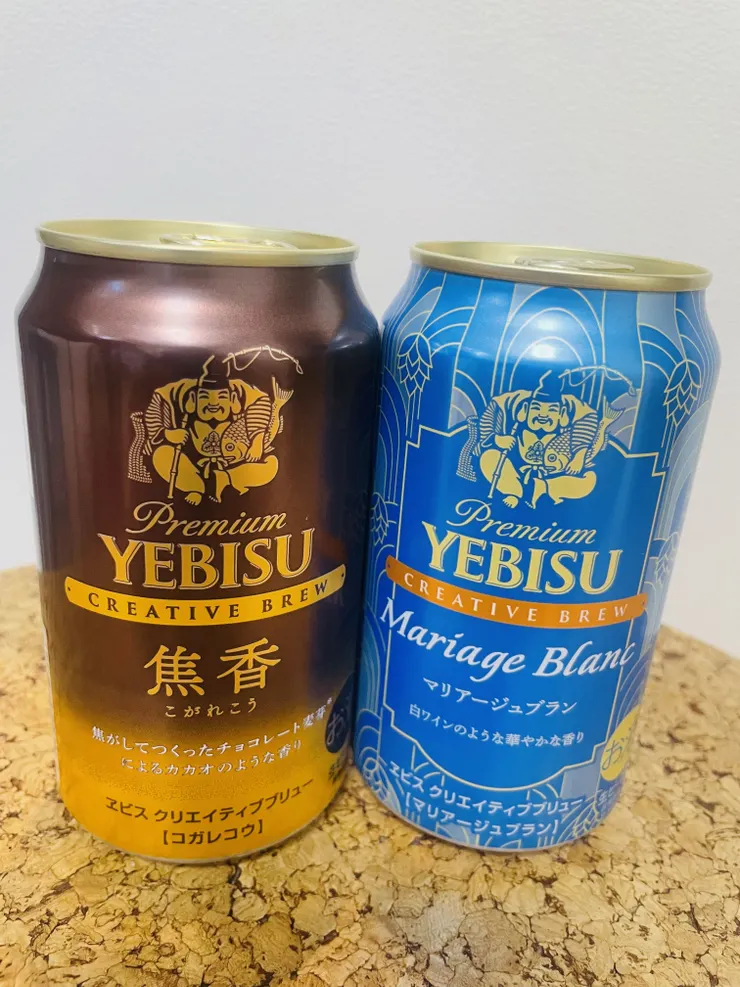 Premium
YEBISU
CREATIVE BREW
焦香
こがれこう
焦がしてつくったチョコレート麦芽※
によるカカオのような香り
ヱビス クリエイティブブリュー
【コガレコウ】
Premium
YEBISU
CREATIVE BREW
Mariage Blanc
マリアージュブラン
白ワインのような華やかな香り
ヱビス クリエイティブブリュー
【マリアージュブラン】